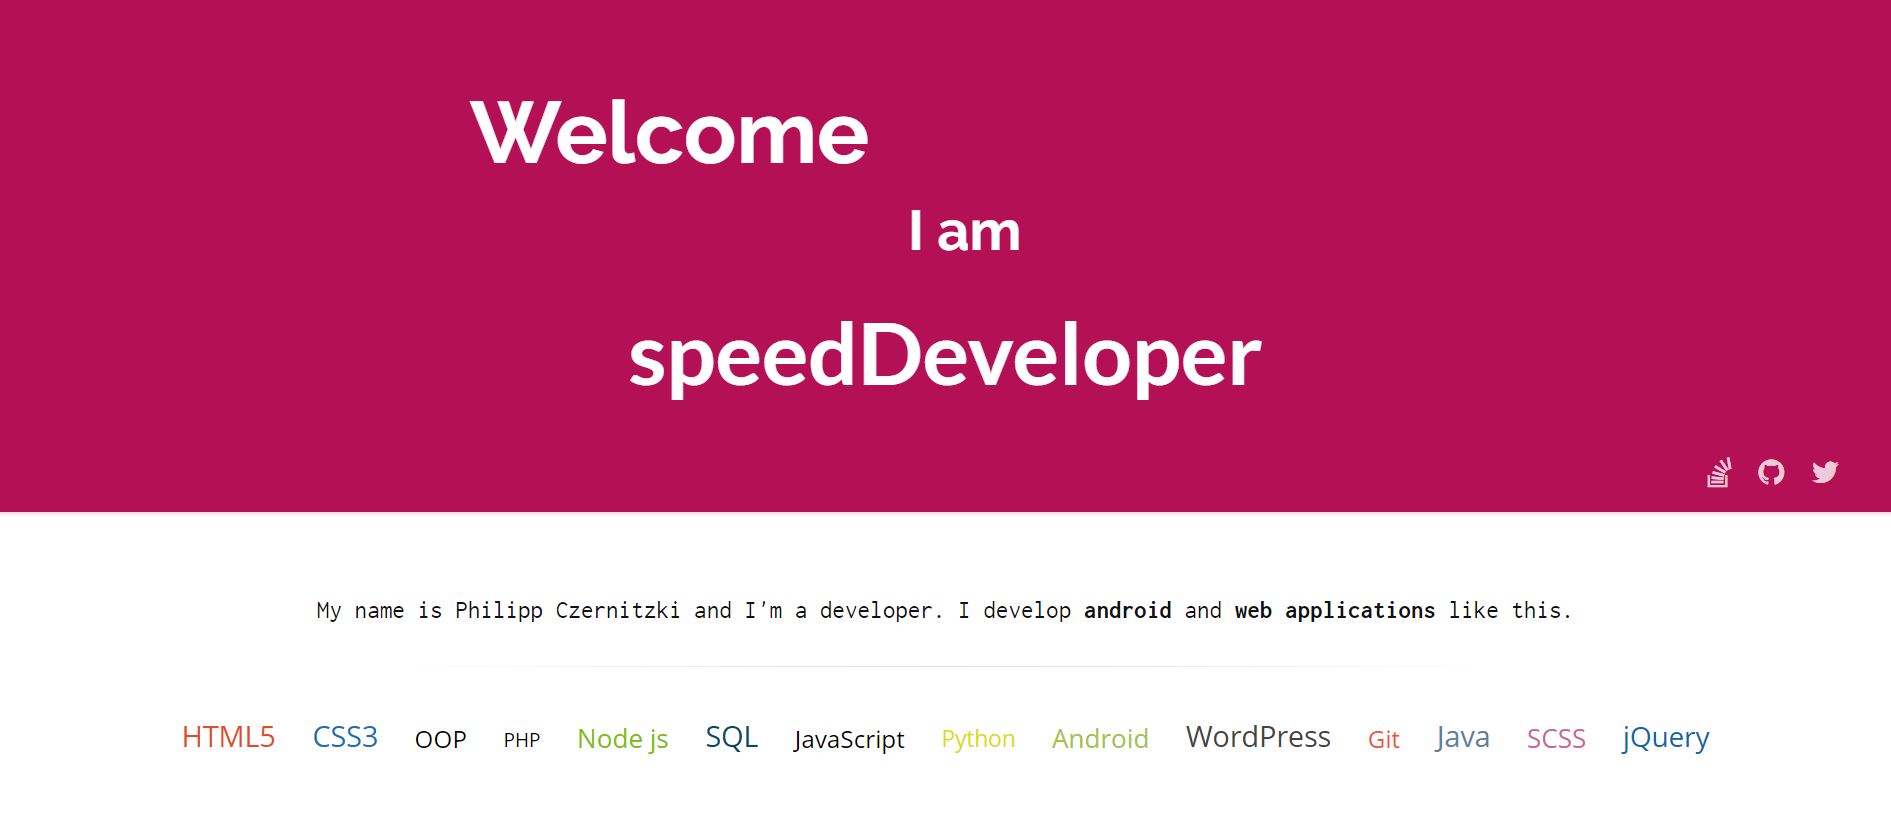 Welcome
I am
speedDeveloper
My name is Philipp Czernitzki and I'm a developer. I develop android and web applications like this.
HTML5 CSS3 OOP PHP Node js SQL JavaScript Python Android WordPress Git Java SCSS jQuery